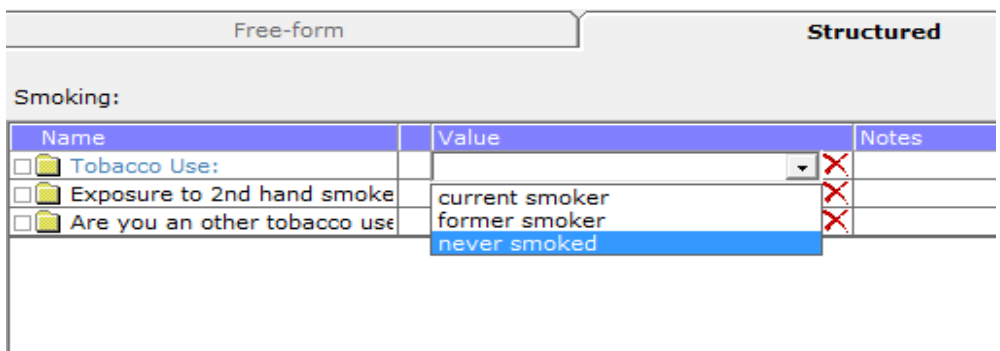 Free-form Structured
Smoking:
Name Value Notes
Tobacco Use:
Exposure to 2nd hand smoke
current smoker
Are you an other tobacco use
former smoker
never smoked